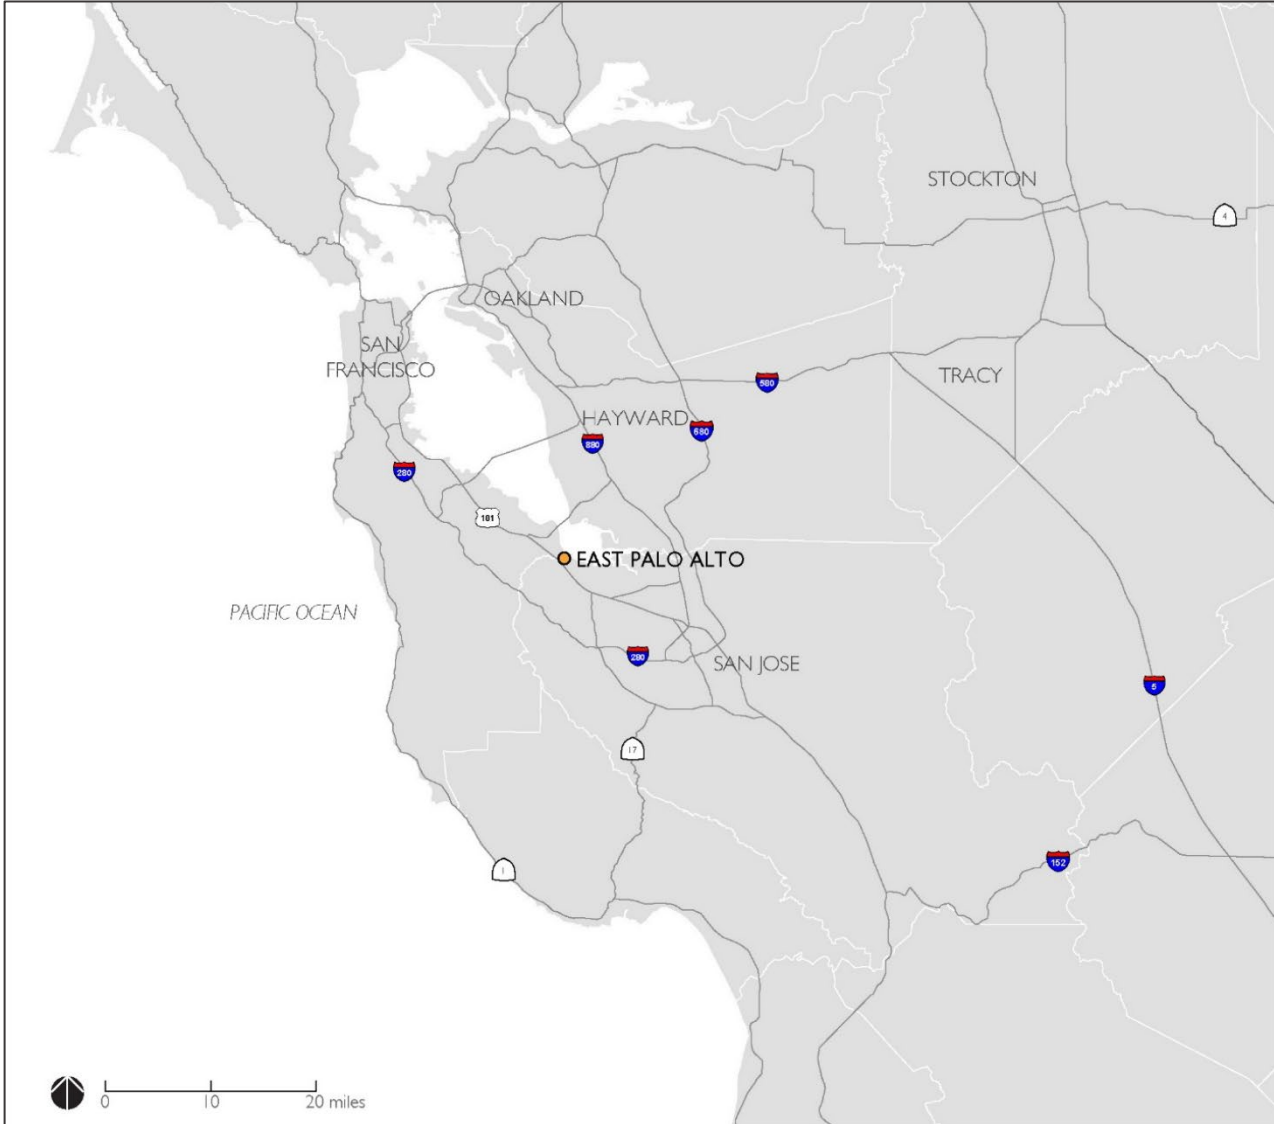 STOCKTON
4
OAKLAND
SAN
FRANCISCO
580
TRACY
HAYWARD
680
880
280
101
EAST PALO ALTO
PACIFIC OCEAN
280
SAN JOSE
5
17
152
1
0 10 20 miles